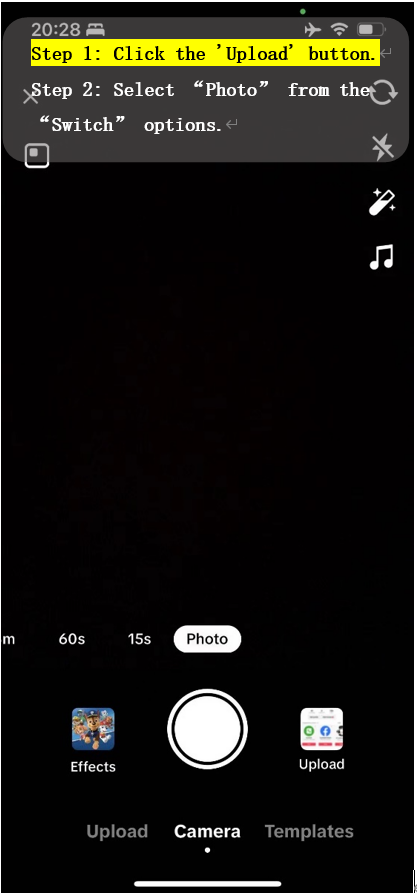 20:28
Step 1: Click the 'Upload' button.
Step 2: Select “Photo” from the
“Switch” options.
m 60s 15s Photo
Effects
Upload
Upload Camera Templates